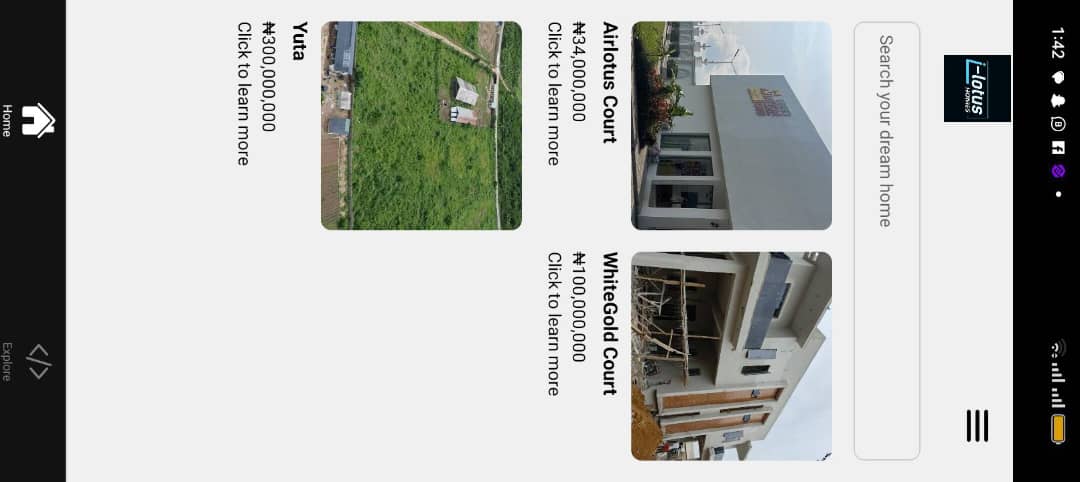 1:42
i-lotus
HOMES
Search your dream home
Airlotus Court
₦34,000,000
Click to learn more
WhiteGold Court
₦100,000,000
Click to learn more
Yuta
₦300,000,000
Click to learn more
Home
Explore